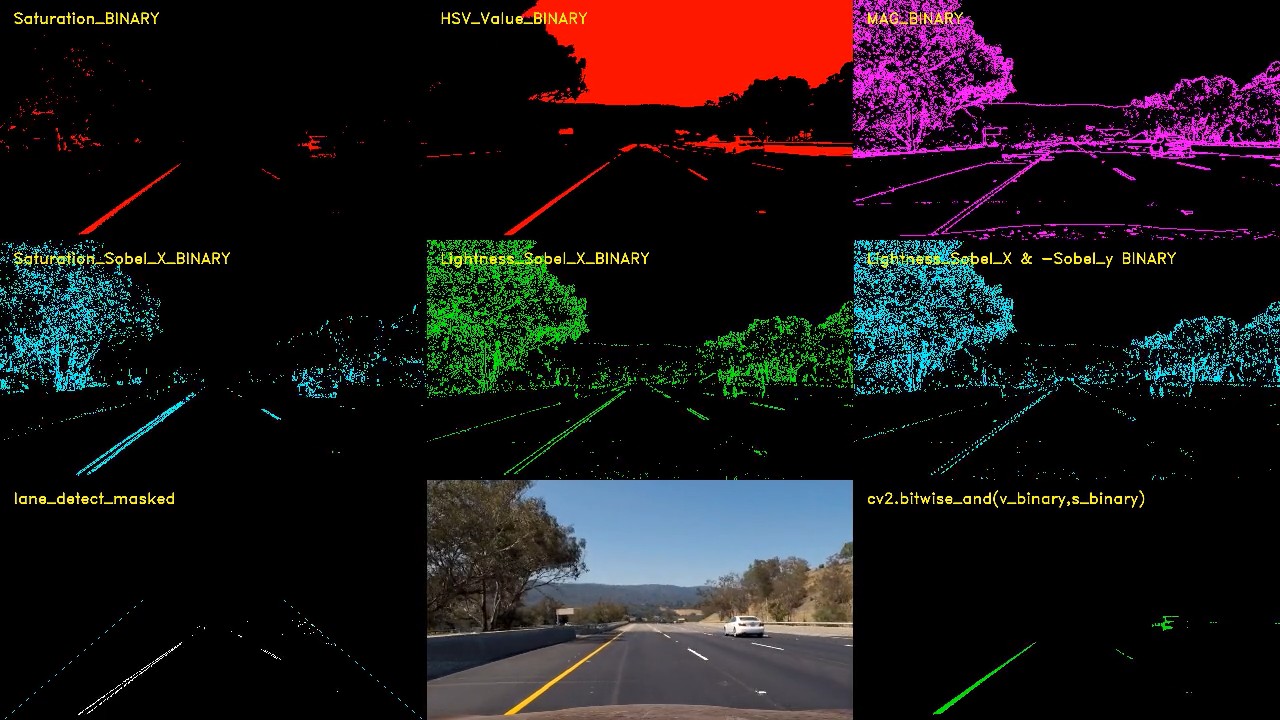 Saturation_BINARY
HSV_Value_BINARY
MAG_BINARY
Saturation_Sobel_X_BINARY
Lightness_Sobel_X_BINARY
Lightness_Sobel_X & -Sobel_y BINARY
lane_detect_masked
cv2.bitwise_and(v_binary,s_binary)